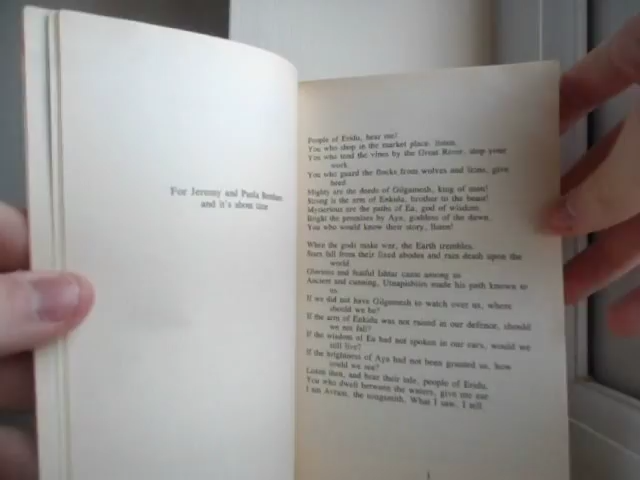 For Jeremy and Paula Bentham
and it's about time
People of Eridu, hear me!
You who shop in the market place, listen.
You who tend the vines by the Great River, stop your
work.
You who guard the flocks from wolves and lions, give
heed.
Mighty are the deeds of Gilgamesh, king of men!
Strong is the arm of Enkidu, brother to the beasts!
Mysterious are the paths of Ea, god of wisdom.
Bright the promises by Aya, goddess of the dawn.
You who would know their story, listen!
When the gods make war, the Earth trembles.
Stars fall from their fixed abodes and rain death upon the
world.
Glorious and fearful Ishtar came among us.
Ancient and cunning, Utnapishtim made his path known to
us.
If we did not have Gilgamesh to watch over us, where
should we be?
If the arm of Enkidu was not raised in our defence, should
we not fall?
If the wisdom of Ea had not spoken in our ears, would we
still live?
If the brightness of Aya had not been granted us, how
could we see?
Listen then, and hear their tale, people of Eridu,
You who dwell between the waters, give me ear.
I am Avram, the songsmith. What I saw, I tell.